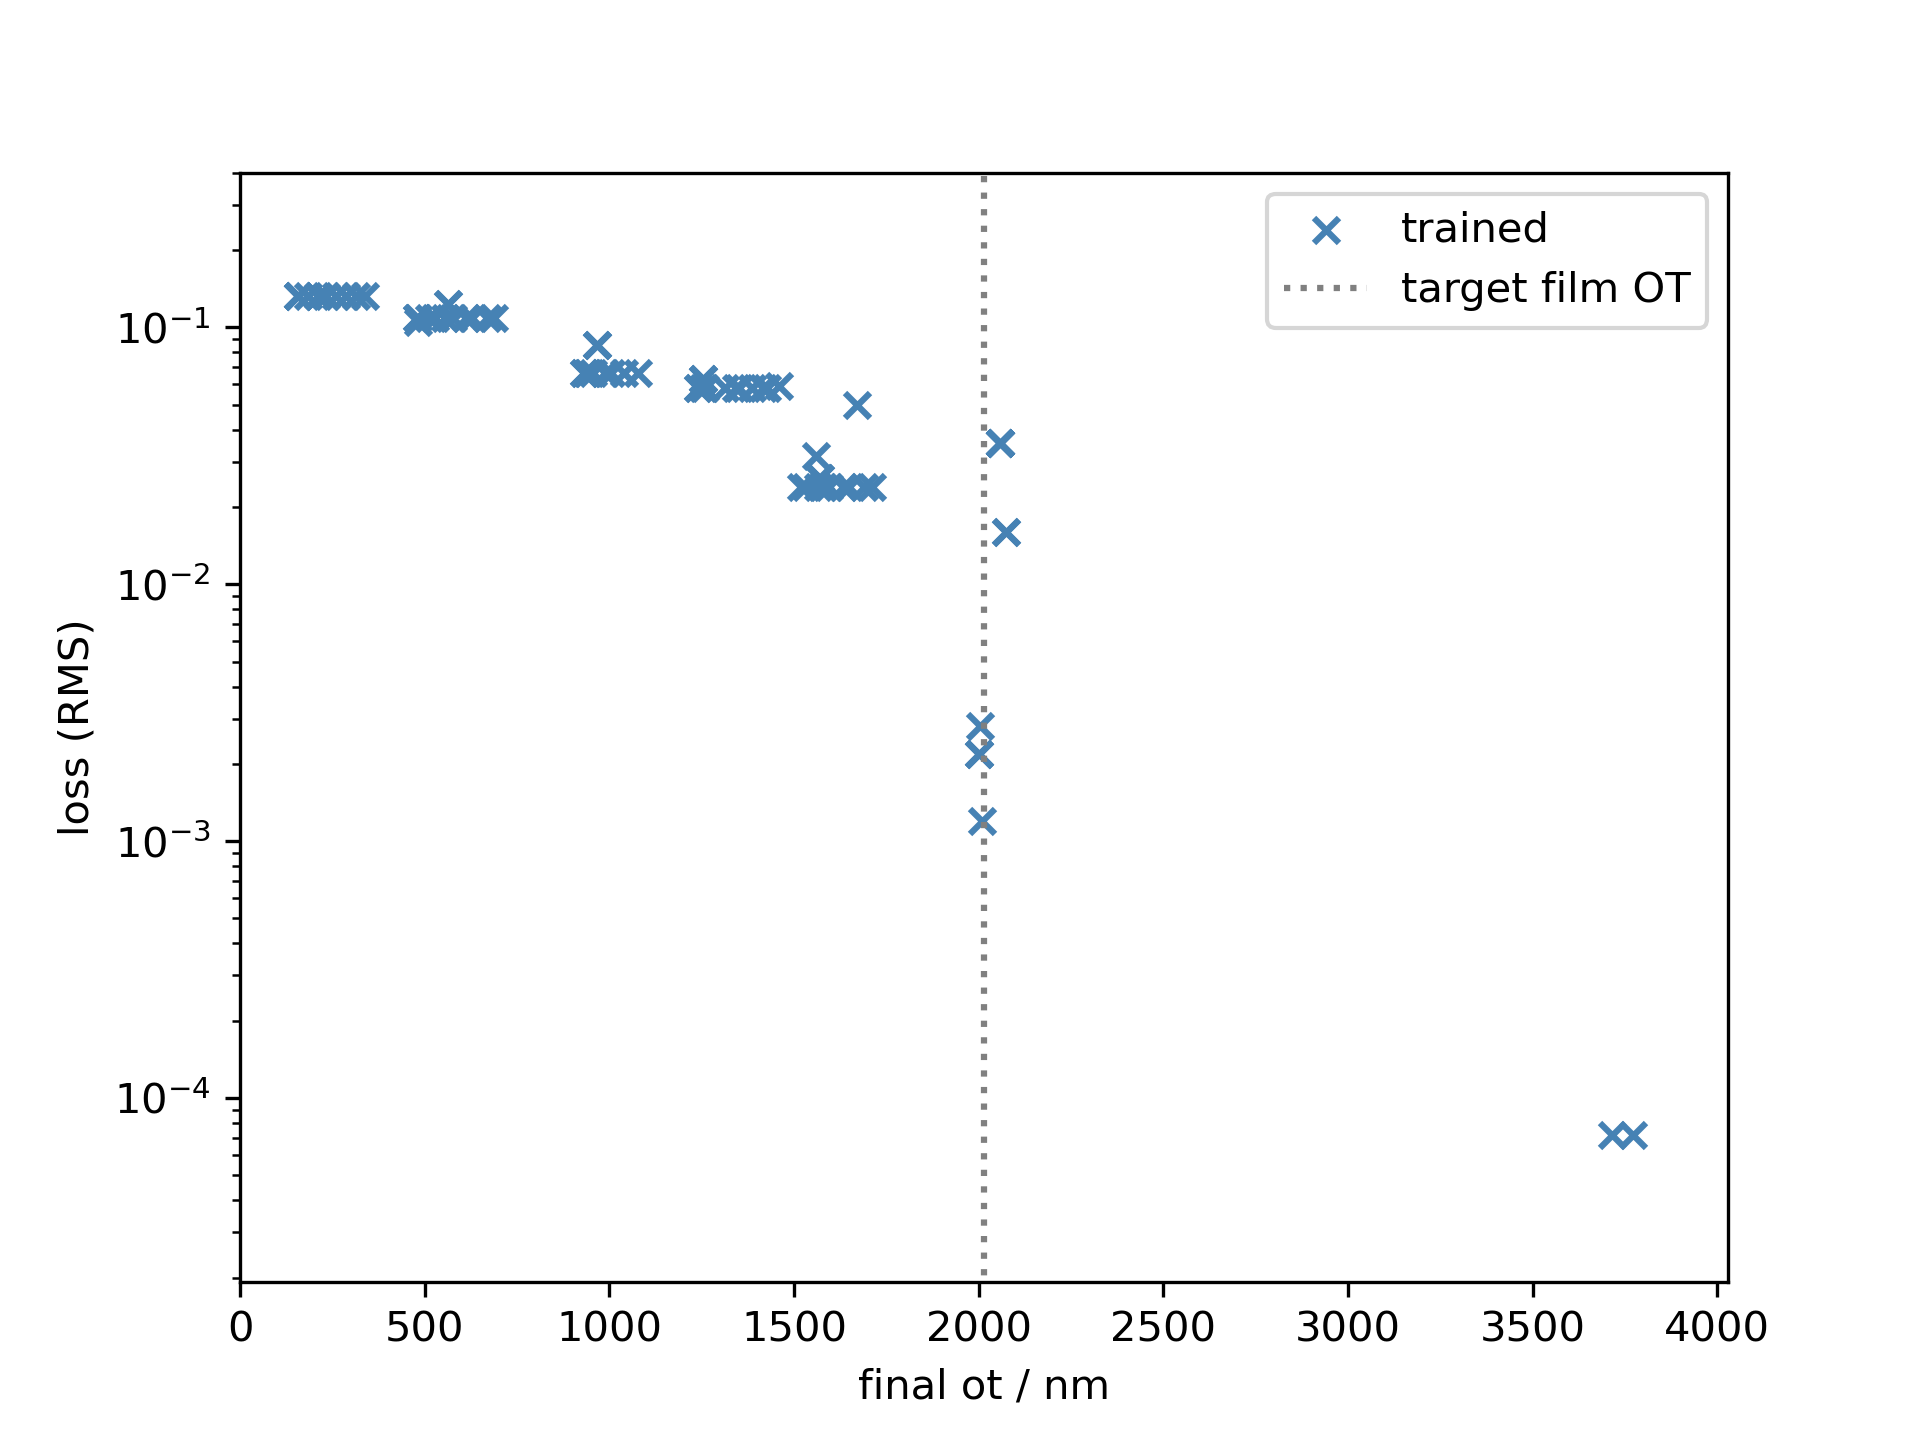 trained
target film OT
10⁻¹
10⁻²
10⁻³
10⁻⁴
loss (RMS)
0 500 1000 1500 2000 2500 3000 3500 4000
final ot / nm